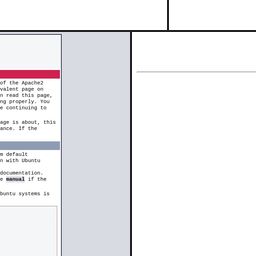 of the Apache2
valent page on
n read this page,
ng properly. You
e continuing to
age is about, this
ance. If the
m default
n with Ubuntu
documentation.
e manual if the
buntu systems is